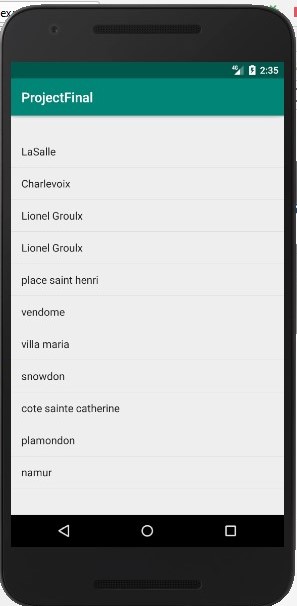 ex
4G 2:35
ProjectFinal
LaSalle
Charlevoix
Lionel Groulx
Lionel Groulx
place saint henri
vendome
villa maria
snowdon
cote sainte catherine
plamondon
namur